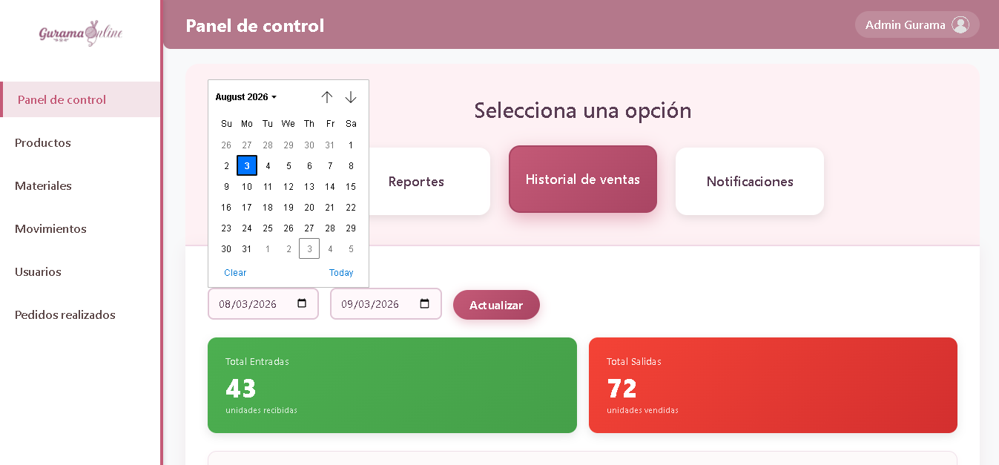 Gurama Online
Panel de control
Admin Gurama
Panel de control
Productos
Materiales
Movimientos
Usuarios
Pedidos realizados
Selecciona una opción
Reportes
Historial de ventas
Notificaciones
August 2026
Su Mo Tu We Th Fr Sa
26 27 28 29 30 31 1
2 3 4 5 6 7 8
9 10 11 12 13 14 15
16 17 18 19 20 21 22
23 24 25 26 27 28 29
30 31 1 2 3 4 5
Clear Today
08/03/2026
09/03/2026
Actualizar
Total Entradas
43
unidades recibidas
Total Salidas
72
unidades vendidas